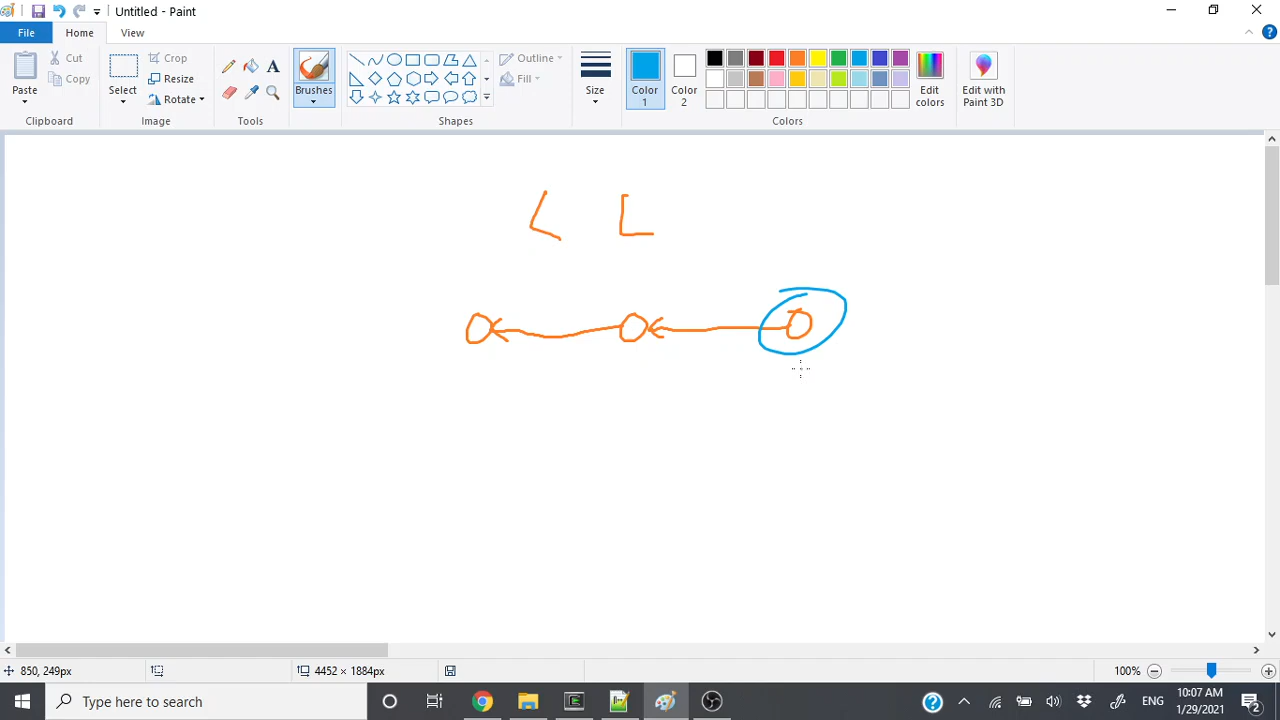 Untitled - Paint
File Home View
Paste
Cut
Copy
Clipboard
Select
Crop
Resize
Rotate
Image
A
Tools
Brushes
Outline
Fill
Shapes
Size
Color 1
Color 2
Colors
Edit colors
Edit with Paint 3D
L L
850, 249px
4452 × 1884px
100%
Type here to search
ENG
10:07 AM
1/29/2021
2